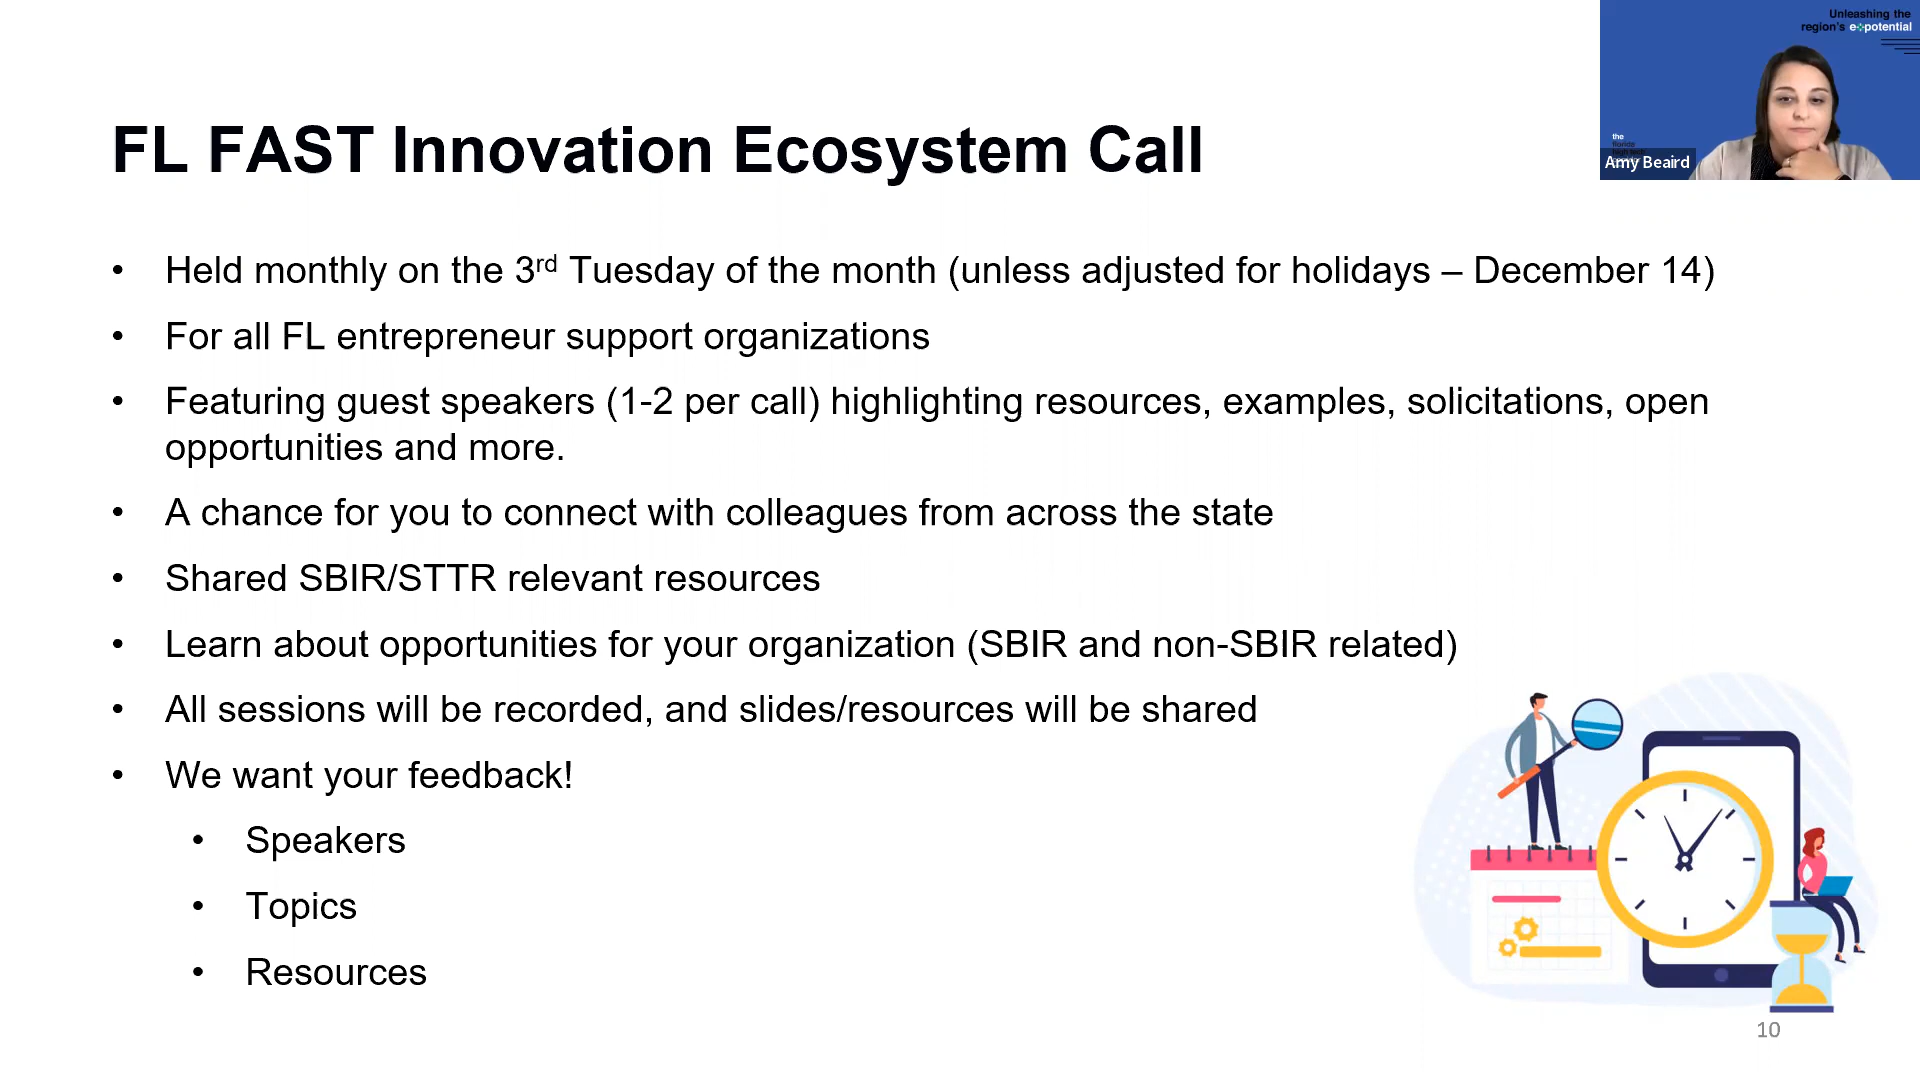 Unleashing the
region's e potential
FL FAST Innovation Ecosystem Call
the
florida
Amy Beaird
• Held monthly on the 3rd Tuesday of the month (unless adjusted for holidays – December 14)
• For all FL entrepreneur support organizations
• Featuring guest speakers (1-2 per call) highlighting resources, examples, solicitations, open
opportunities and more.
• A chance for you to connect with colleagues from across the state
• Shared SBIR/STTR relevant resources
• Learn about opportunities for your organization (SBIR and non-SBIR related)
• All sessions will be recorded, and slides/resources will be shared
• We want your feedback!
• Speakers
• Topics
• Resources
10